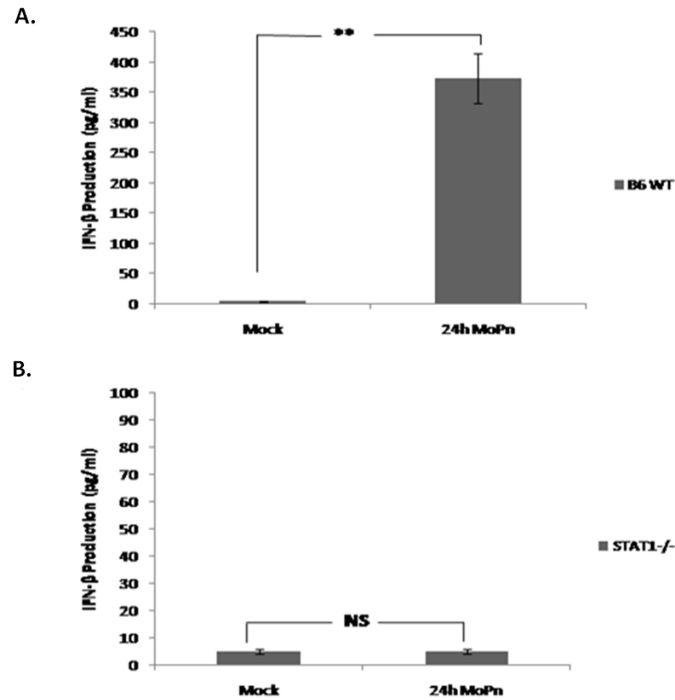 A.
450
400
350
300
250
200
150
100
50
0
IFN-β Production (pg/ml)
**
Mock
24h MoPn
B6 WT
B.
100
90
80
70
60
50
40
30
20
10
0
IFN-β Production (pg/ml)
NS
Mock
24h MoPn
STAT1-/-